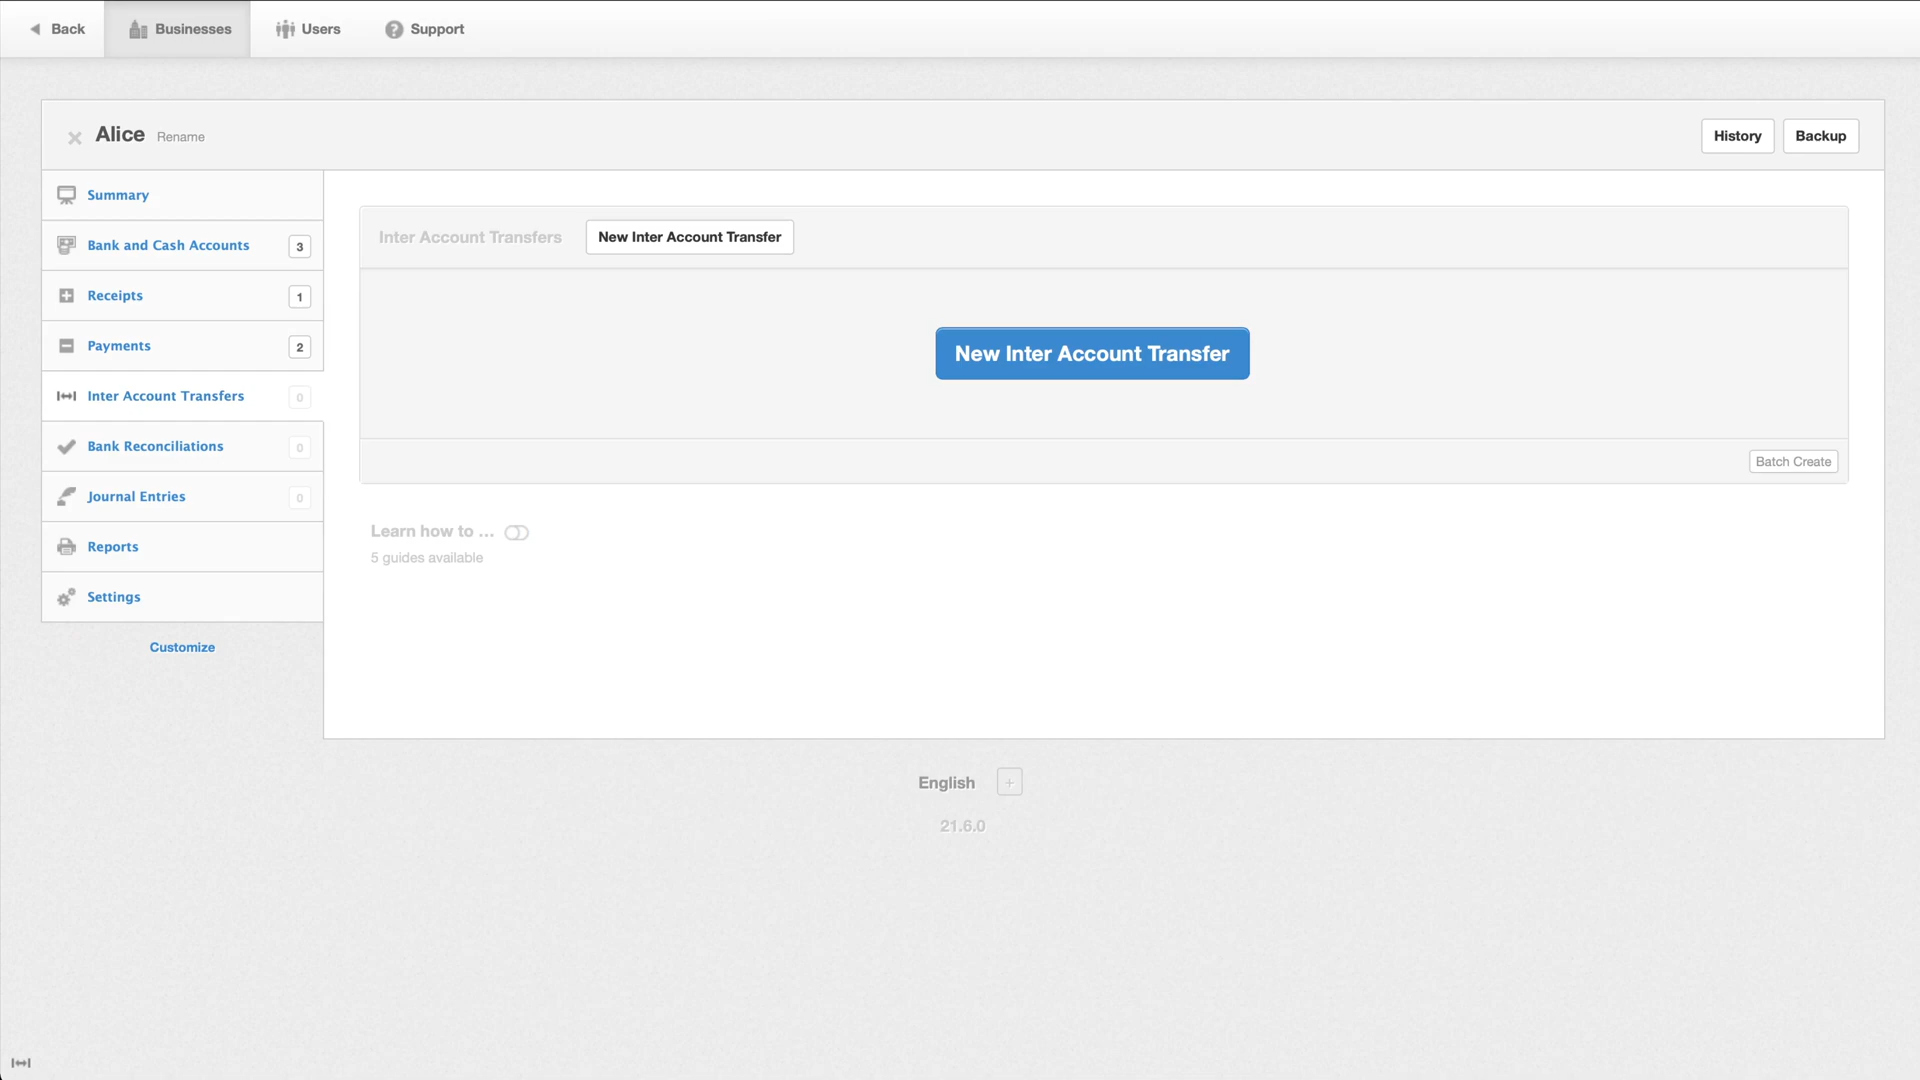 Back
Businesses
Users
Support
Alice Rename
History
Backup
Summary
Bank and Cash Accounts 3
Receipts 1
Payments 2
Inter Account Transfers 0
Bank Reconciliations 0
Journal Entries 0
Reports
Settings
Customize
Inter Account Transfers
New Inter Account Transfer
New Inter Account Transfer
Batch Create
Learn how to ...
5 guides available
English +
21.6.0